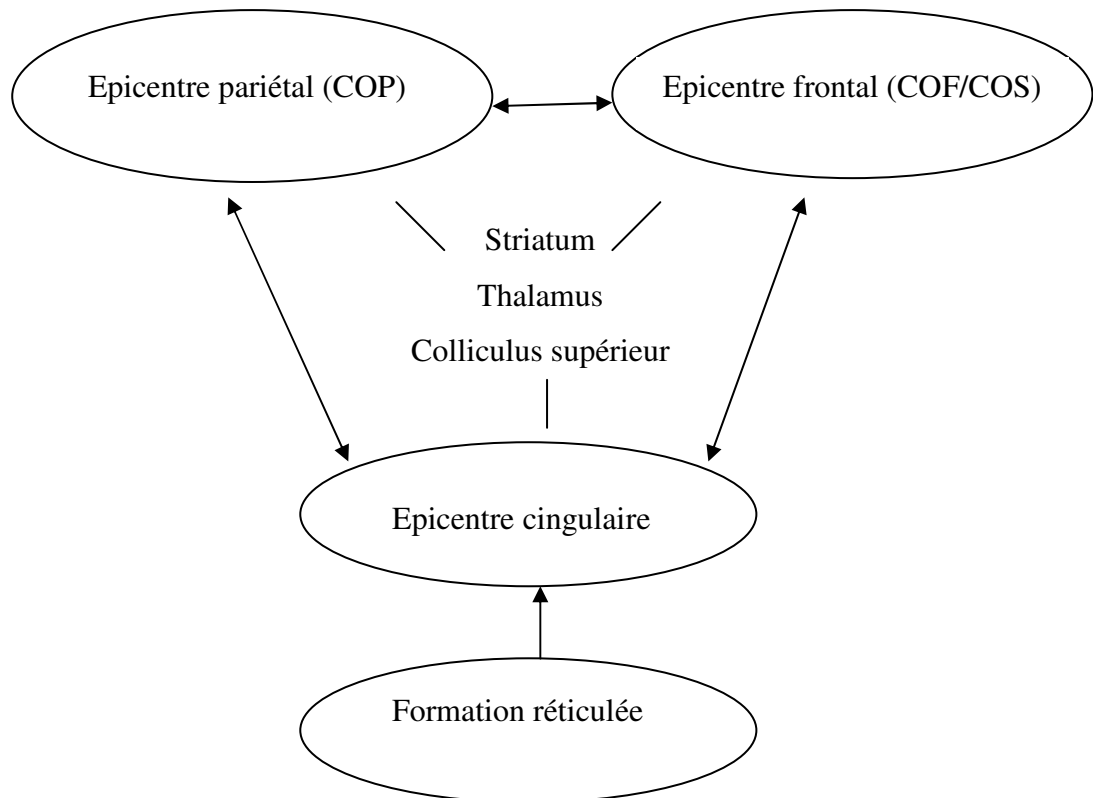 Epicentre pariétal (COP)
Epicentre frontal (COF/COS)
Striatum
Thalamus
Colliculus supérieur
Epicentre cingulaire
Formation réticulée